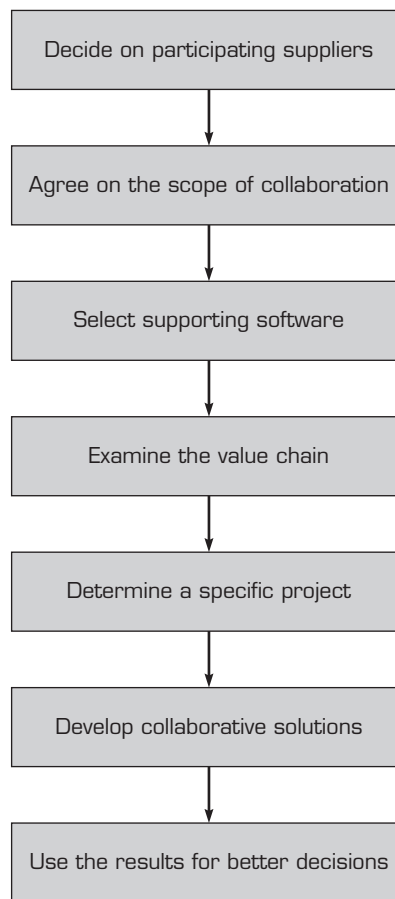 Decide on participating suppliers
Agree on the scope of collaboration
Select supporting software
Examine the value chain
Determine a specific project
Develop collaborative solutions
Use the results for better decisions